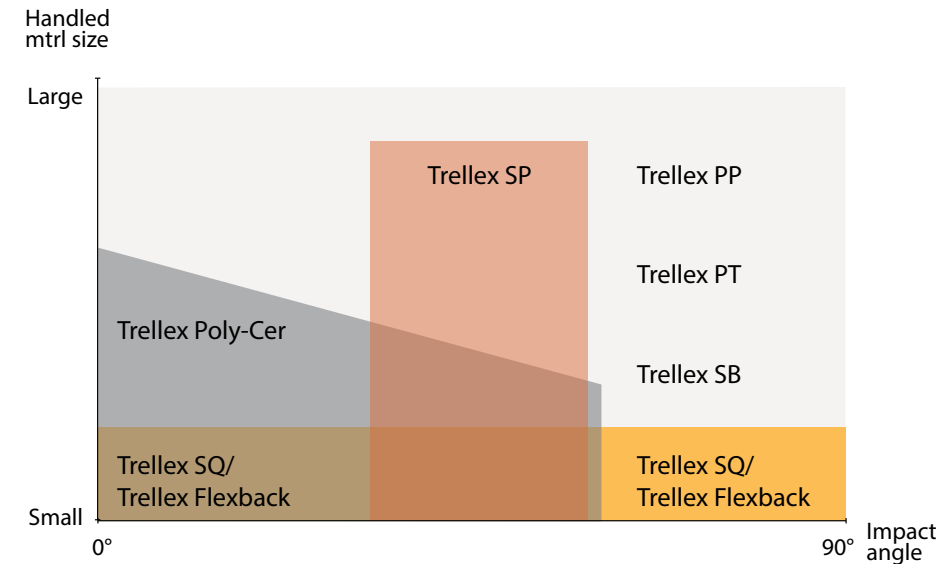 Handled
mtrl size
Large
Trellex SP
Trellex PP
Trellex PT
Trellex Poly-Cer
Trellex SB
Trellex SQ/
Trellex Flexback
Trellex SQ/
Trellex Flexback
Small
0°
90°
Impact
angle